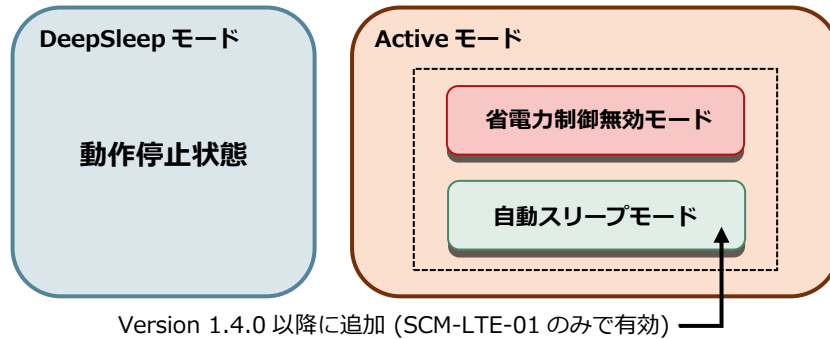 DeepSleep モード
動作停止状態
Active モード
省電力制御無効モード
自動スリープモード
Version 1.4.0 以降に追加 (SCM-LTE-01 のみで有効)